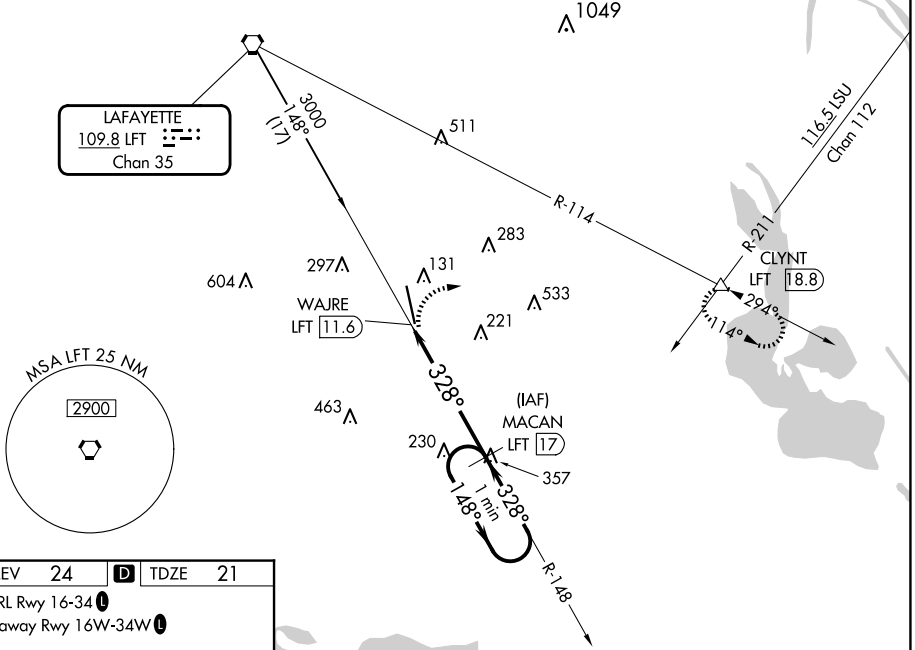 1049
LAFAYETTE
109.8 LFT
Chan 35
3000
148°
(17)
511
116.5 LSU
Chan 112
R-114
R-211
CLYNT
LFT 18.8
294°
114°
283
297
131
604
533
WAJRE
LFT 11.6
221
MSA LFT 25 NM
2900
328°
463
(IAF)
MACAN
LFT 17
230
357
1 min
148°
328°
R-148
EV 24 D TDZE 21
RL Rwy 16-34 L
away Rwy 16W-34W L